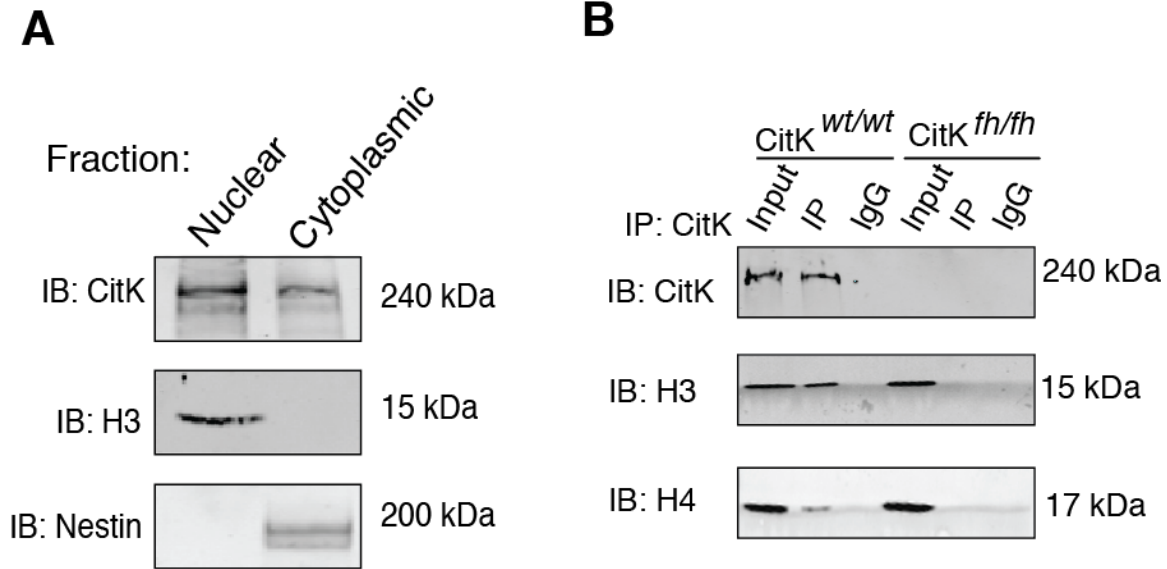 A
Fraction:
Nuclear
Cytoplasmic
IB: CitK
240 kDa
IB: H3
15 kDa
IB: Nestin
200 kDa
B
CitK wt/wt
CitK fh/fh
IP: CitK
Input
IP
IgG
Input
IP
IgG
IB: CitK
240 kDa
IB: H3
15 kDa
IB: H4
17 kDa